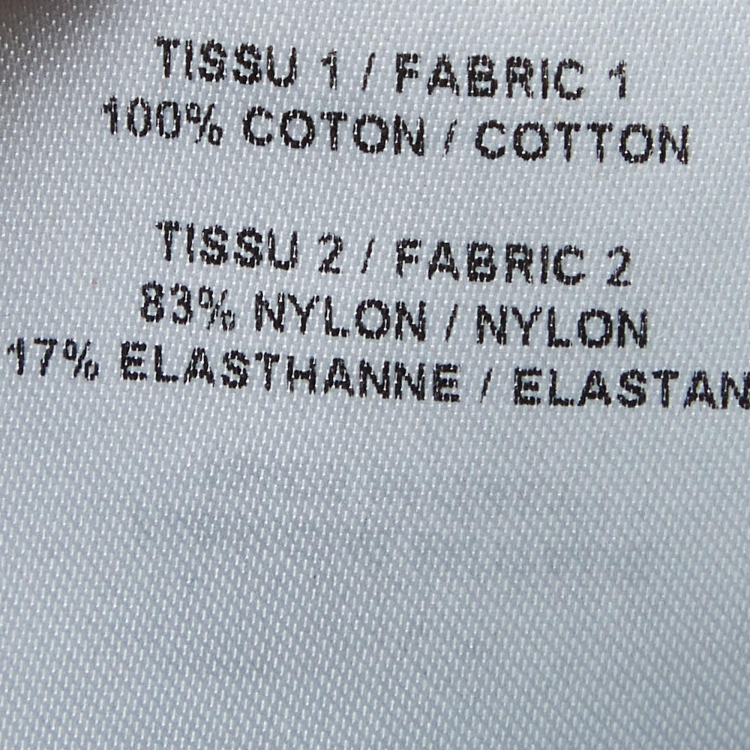 TISSU 1 / FABRIC 1
100% COTON / COTTON
TISSU 2 / FABRIC 2
83% NYLON / NYLON
17% ELASTHANNE / ELASTAN